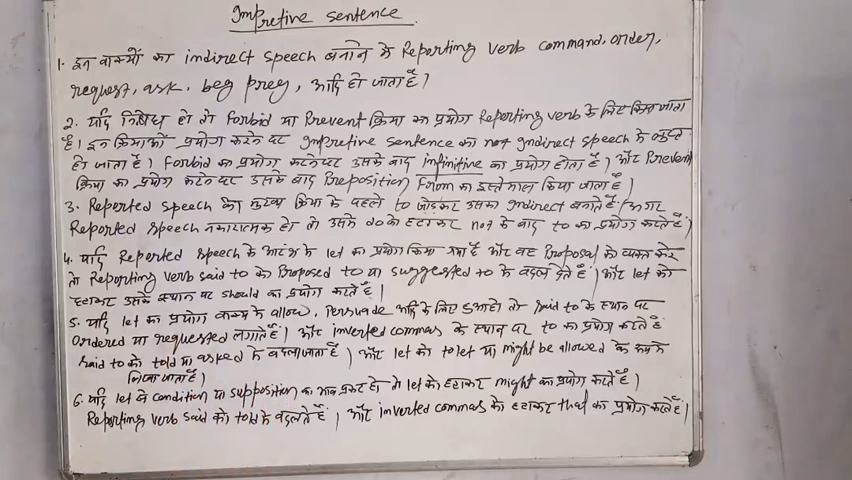 Impretive sentence
1. इन वाक्यों का indirect speech बनाने में Reporting verb command, order,
request, ask, beg prey, आदि हो जाता है।
2. यदि निषेध हो तो Forbid या Prevent क्रिया का प्रयोग Reporting verb के लिए किया जाता
है। इन क्रियाओं प्रयोग करने पर Impretive sentence का not Indirect speech में लुप्त
हो जाता है। Forbid का प्रयोग करने पर उसके बाद infinitive का प्रयोग होता है। और Prevent
क्रिया का प्रयोग करने पर उसके बाद Preposition From का इस्तेमाल किया जाता है।
3. Reported speech की मुख्य क्रिया के पहले to जोड़कर उसका Indirect बनाते हैं। अगर
Reported speech नकारात्मक हो तो उसके do को हटाकर not के बाद to का प्रयोग करते हैं।
4. यदि Reported speech के आरंभ में let का प्रयोग किया गया है और वह Proposal को व्यक्त करे
तो Reporting verb said to को Proposed to या suggested to में बदल देते हैं। और let को
हटाकर उसके स्थान पर should का प्रयोग करते हैं।
5. यदि let का प्रयोग वाक्य में allow, Persuade आदि के लिए हुआ हो तो said to के स्थान पर
ordered या requested लगाते हैं। और inverted commas के स्थान पर to का प्रयोग करते हैं
said to को told या asked में बदला जाता है। और let को to let या might be allowed के रूप में
लिखा जाता है।
6. यदि let से condition या supposition का भाव प्रकट हो तो let को हटाकर might का प्रयोग करते हैं।
Reporting verb said को told में बदलते हैं। और inverted commas को हटाकर that का प्रयोग करते हैं।